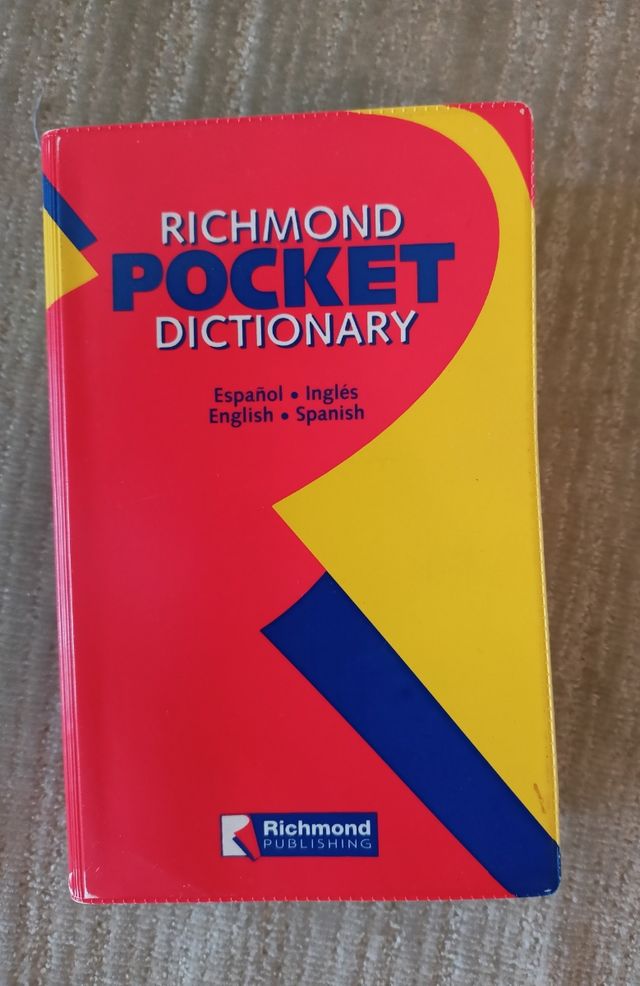 RICHMOND
POCKET
DICTIONARY
Español • Inglés
English • Spanish
Richmond
PUBLISHING